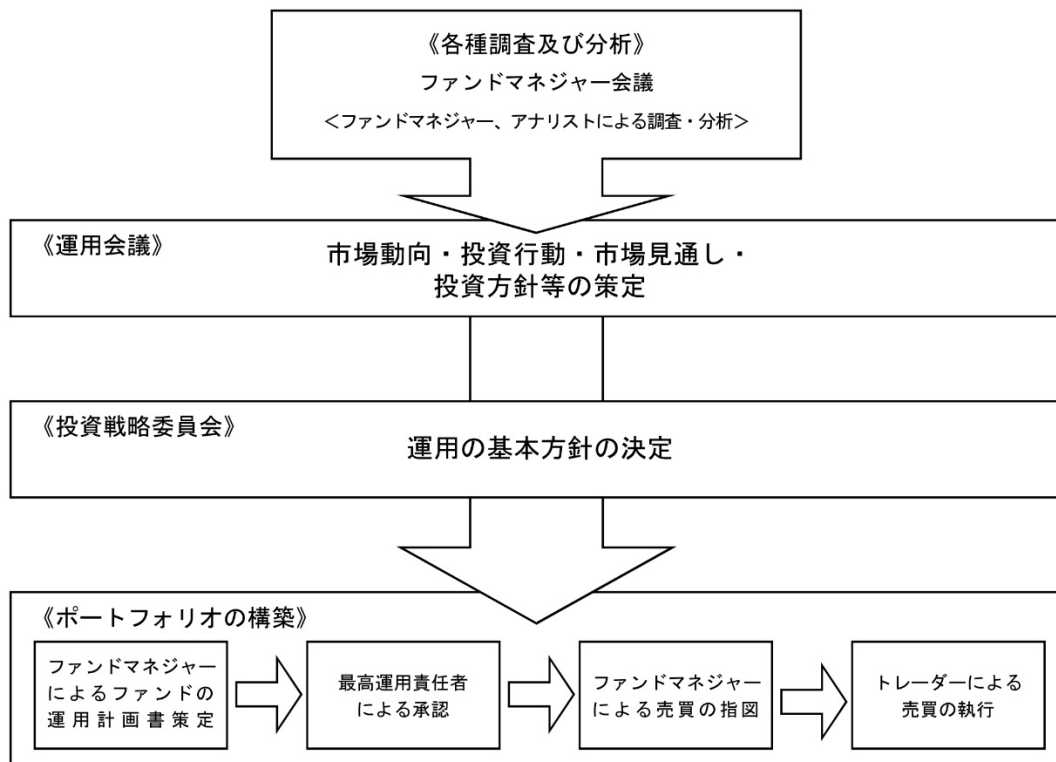 《各種調査及び分析》
ファンドマネジャー会議
＜ファンドマネジャー、アナリストによる調査・分析＞
《運用会議》
市場動向・投資行動・市場見通し・
投資方針等の策定
《投資戦略委員会》
運用の基本方針の決定
《ポートフォリオの構築》
ファンドマネジャー
によるファンドの
運用計画書策定
最高運用責任者
による承認
ファンドマネジャー
による売買の指図
トレーダーによる
売買の執行